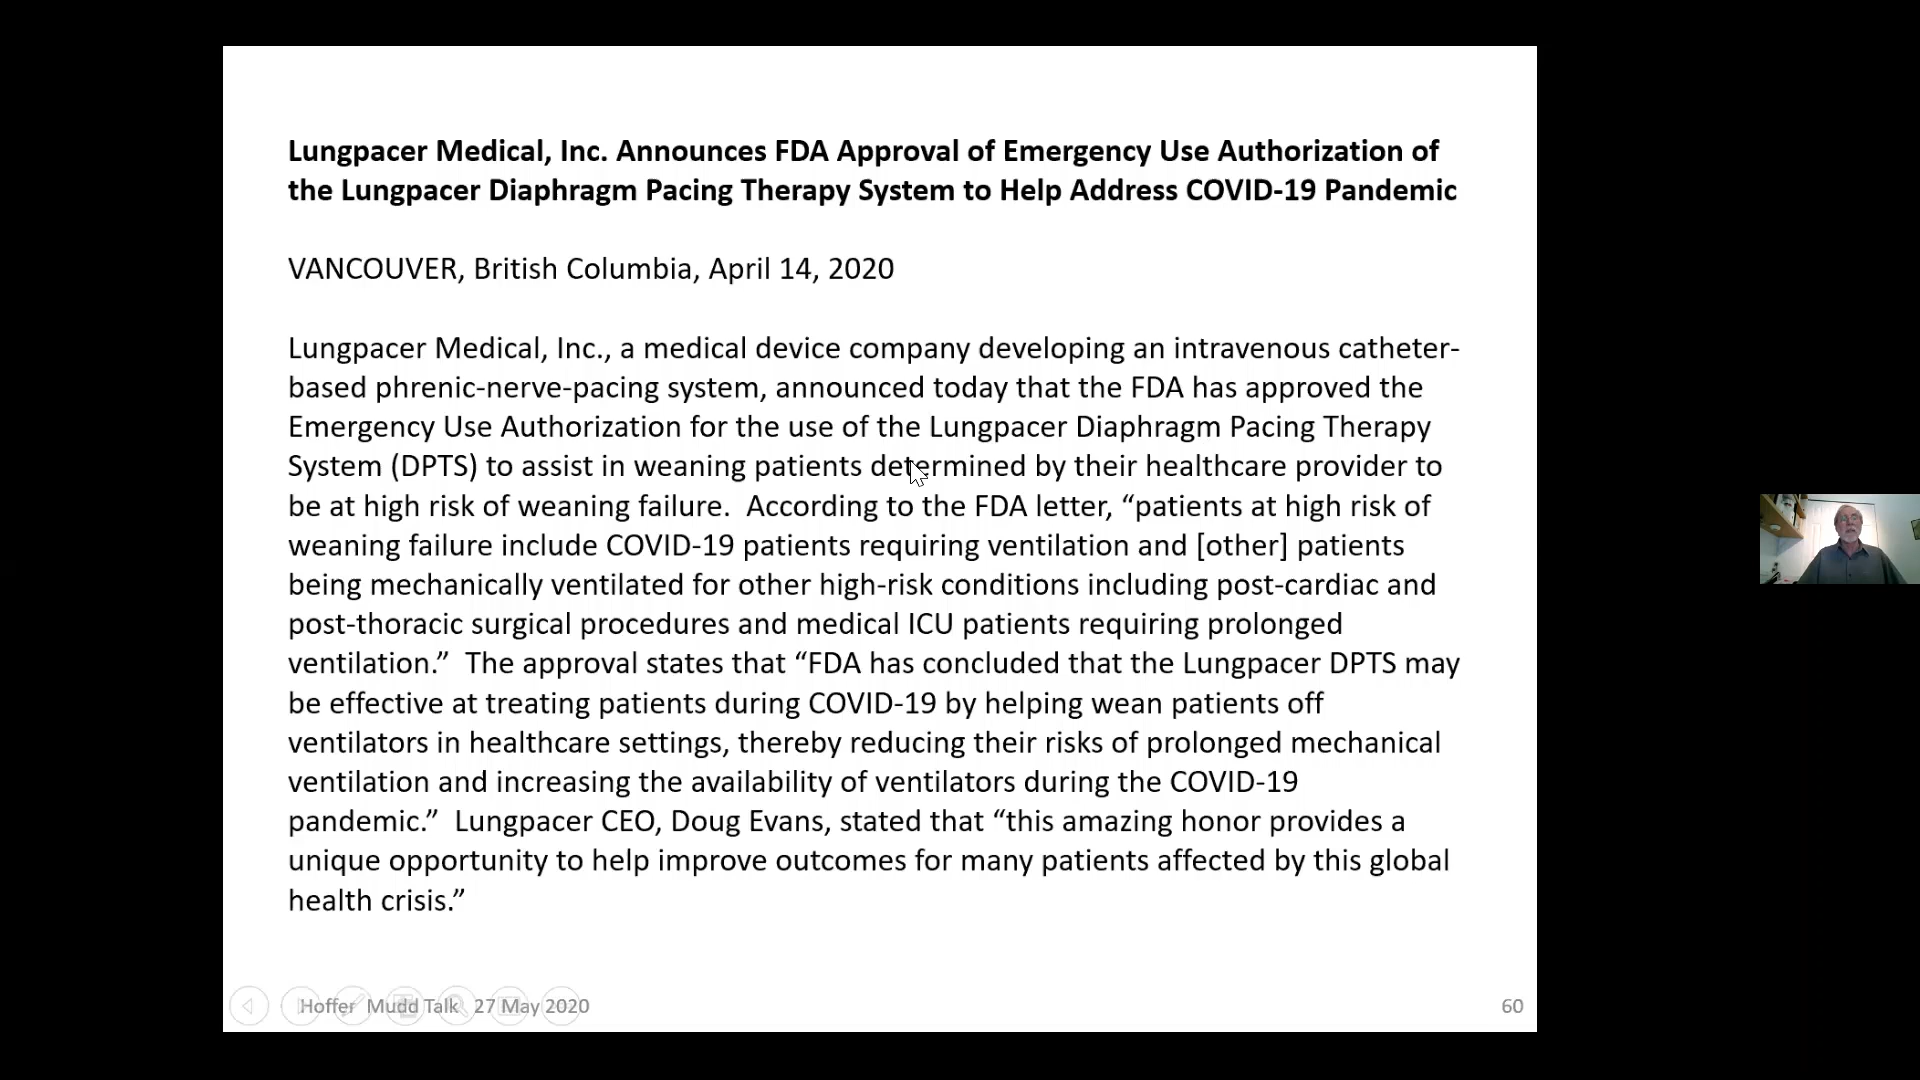 Lungpacer Medical, Inc. Announces FDA Approval of Emergency Use Authorization of
the Lungpacer Diaphragm Pacing Therapy System to Help Address COVID-19 Pandemic
VANCOUVER, British Columbia, April 14, 2020
Lungpacer Medical, Inc., a medical device company developing an intravenous catheter-
based phrenic-nerve-pacing system, announced today that the FDA has approved the
Emergency Use Authorization for the use of the Lungpacer Diaphragm Pacing Therapy
System (DPTS) to assist in weaning patients determined by their healthcare provider to
be at high risk of weaning failure.  According to the FDA letter, “patients at high risk of
weaning failure include COVID-19 patients requiring ventilation and [other] patients
being mechanically ventilated for other high-risk conditions including post-cardiac and
post-thoracic surgical procedures and medical ICU patients requiring prolonged
ventilation.”  The approval states that “FDA has concluded that the Lungpacer DPTS may
be effective at treating patients during COVID-19 by helping wean patients off
ventilators in healthcare settings, thereby reducing their risks of prolonged mechanical
ventilation and increasing the availability of ventilators during the COVID-19
pandemic.”  Lungpacer CEO, Doug Evans, stated that “this amazing honor provides a
unique opportunity to help improve outcomes for many patients affected by this global
health crisis.”
Hoffer Mudd Talk 27 May 2020
60